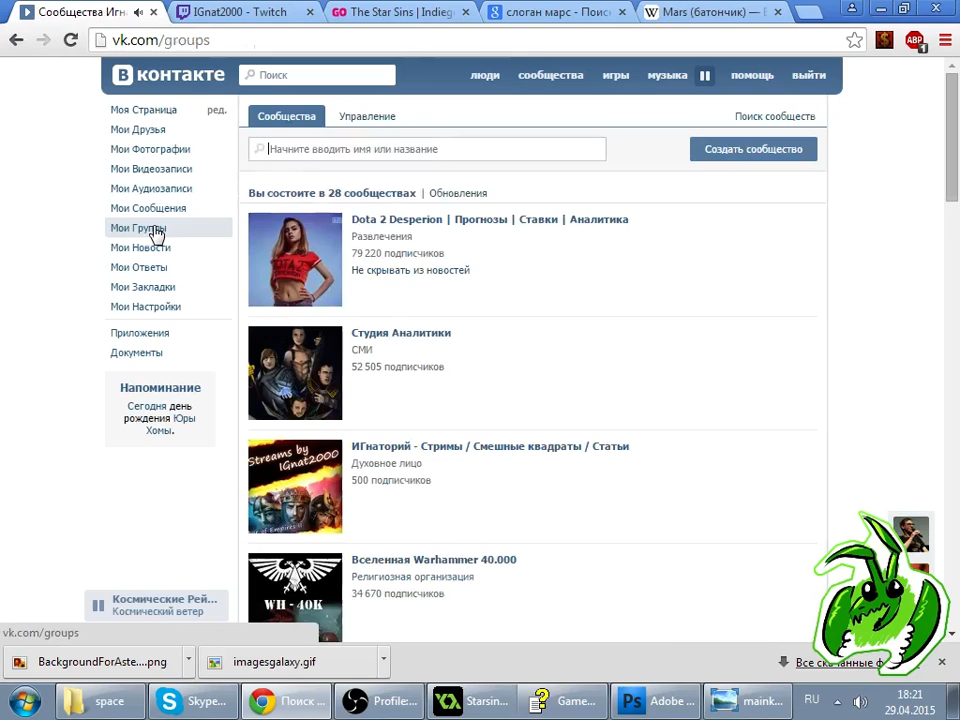 Сообщества Игн
IGnat2000 - Twitch
The Star Sins | Indieg
слоган марс - Поис
Mars (батончик) —
vk.com/groups
ABP
1
В контакте
Поиск
люди
сообщества
игры
музыка
помощь
выйти
Моя Страница
ред.
Мои Друзья
Мои Фотографии
Мои Видеозаписи
Мои Аудиозаписи
Мои Сообщения
Мои Группы
Мои Новости
Мои Ответы
Мои Закладки
Мои Настройки
Приложения
Документы
Напоминание
Сегодня день
рождения Юры
Хомы.
Сообщества
Управление
Поиск сообществ
Начните вводить имя или название
Создать сообщество
Вы состоите в 28 сообществах | Обновления
Dota 2 Desperion | Прогнозы | Ставки | Аналитика
Развлечения
79 220 подписчиков
Не скрывать из новостей
Студия Аналитики
СМИ
52 505 подписчиков
Streams by
IGnat2000
of Empires II
ИГнаторий - Стримы / Смешные квадраты / Статьи
Духовное лицо
500 подписчиков
WH - 40K
Вселенная Warhammer 40.000
Религиозная организация
34 670 подписчиков
Космические Рей...
Космический ветер
vk.com/groups
BackgroundForAste....png
imagesgalaxy.gif
Все скачанные ф
space
Skype...
Поиск ...
Profile:...
Starsin...
Game...
Adobe ...
maink...
RU
18:21
29.04.2015